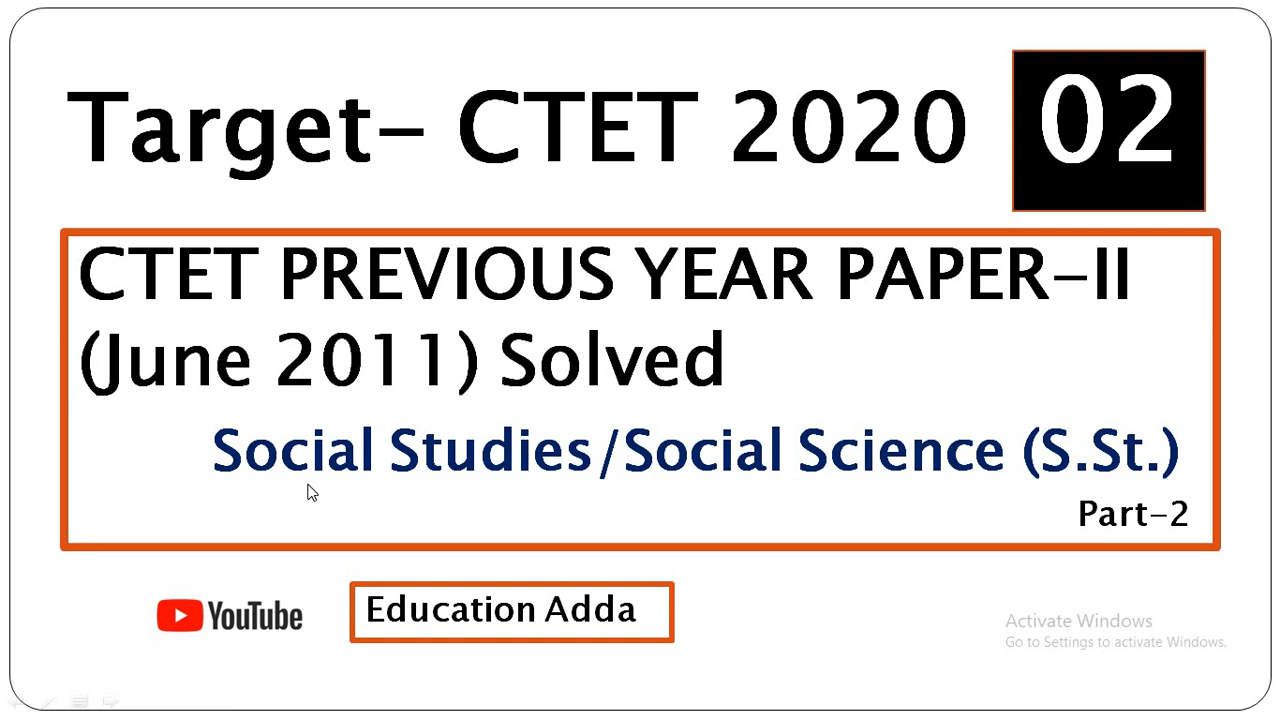 Target- CTET 2020
02
CTET PREVIOUS YEAR PAPER-II
(June 2011) Solved
Social Studies/Social Science (S.St.)
Part-2
YouTube
Education Adda
Activate Windows
Go to Settings to activate Windows.